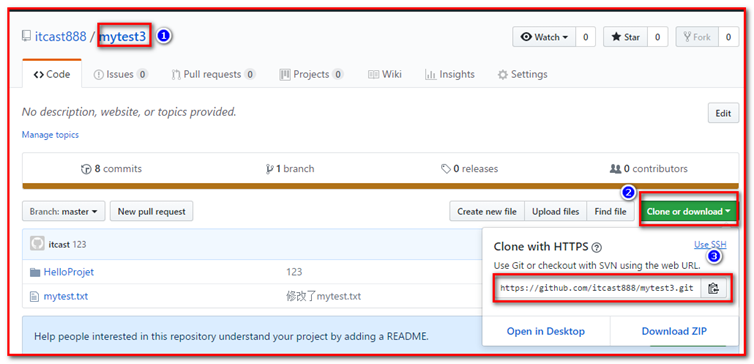 itcast888 / mytest3 1
Watch 0 Star 0 Fork 0
Code Issues 0 Pull requests 0 Projects 0 Wiki Insights Settings
No description, website, or topics provided. Edit
Manage topics
8 commits 1 branch 0 releases 0 contributors
2
Branch: master New pull request Create new file Upload files Find file Clone or download
itcast 123
Clone with HTTPS ? Use SSH
3
HelloProjet 123
Use Git or checkout with SVN using the web URL.
mytest.txt 修改了mytest.txt
https://github.com/itcast888/mytest3.git
Open in Desktop Download ZIP
Help people interested in this repository understand your project by adding a README.